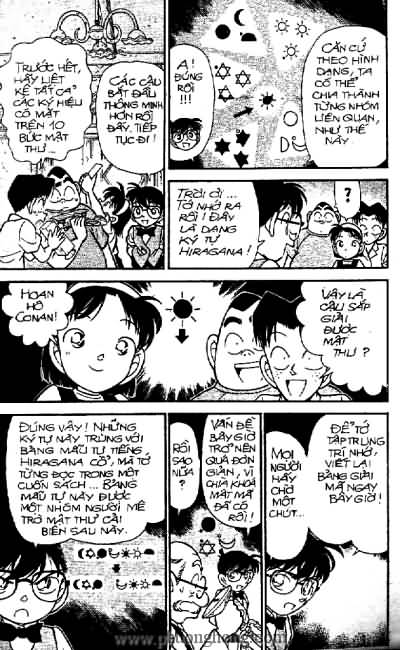 TRƯỚC HẾT,
HÃY LIỆT
KÊ TẤT CẢ
CÁC KÝ HIỆU
CÓ MẶT
TRÊN 10
BỨC MẬT
THƯ...
CÁC CẬU
BẮT ĐẦU
THÔNG MINH
HƠN RỒI
ĐẤY. TIẾP
TỤC ĐI!
A!
ĐÚNG
RỒI
!!!
CĂN CỨ
THEO HÌNH
DẠNG, TA
CÓ THỂ
CHIA THÀNH
TỪNG NHÓM
LIÊN QUAN,
NHƯ THẾ
NÀY.
TRỜI ƠI...
TỚ NHỚ RA
RỒI! ĐÂY
LÀ DẠNG
KÝ TỰ
HIRAGANA!
?
HOAN
HÔ
CONAN!
VẬY LÀ
CẬU SẮP
GIẢI
ĐƯỢC
MẬT
THƯ?
ĐÚNG VẬY! NHỮNG
KÝ TỰ NÀY TRÙNG VỚI
BẢNG MẪU TỰ TIẾNG
HIRAGANA CỔ, MÀ TỚ
TỪNG ĐỌC TRONG MỘT
CUỐN SÁCH... BẢNG
MẪU TỰ NÀY ĐƯỢC
MỘT NHÓM NGƯỜI MÊ
TRÒ MẬT THƯ CẢI
BIÊN SAU NÀY.
RỒI
SAO
NỮA
?
VẤN ĐỀ
BÂY GIỜ
TRỞ NÊN
QUÁ ĐƠN
GIẢN, VÌ
CHÌA KHÓA
MẬT MÃ
ĐÃ CÓ
RỒI!
MỌI
NGƯỜI
HÃY
CHỜ
MỘT
CHÚT...
ĐỂ TỚ
TẬP TRUNG
TRÍ NHỚ,
VIẾT LẠI
BẢNG GIẢI
MÃ NGAY
BÂY GIỜ!